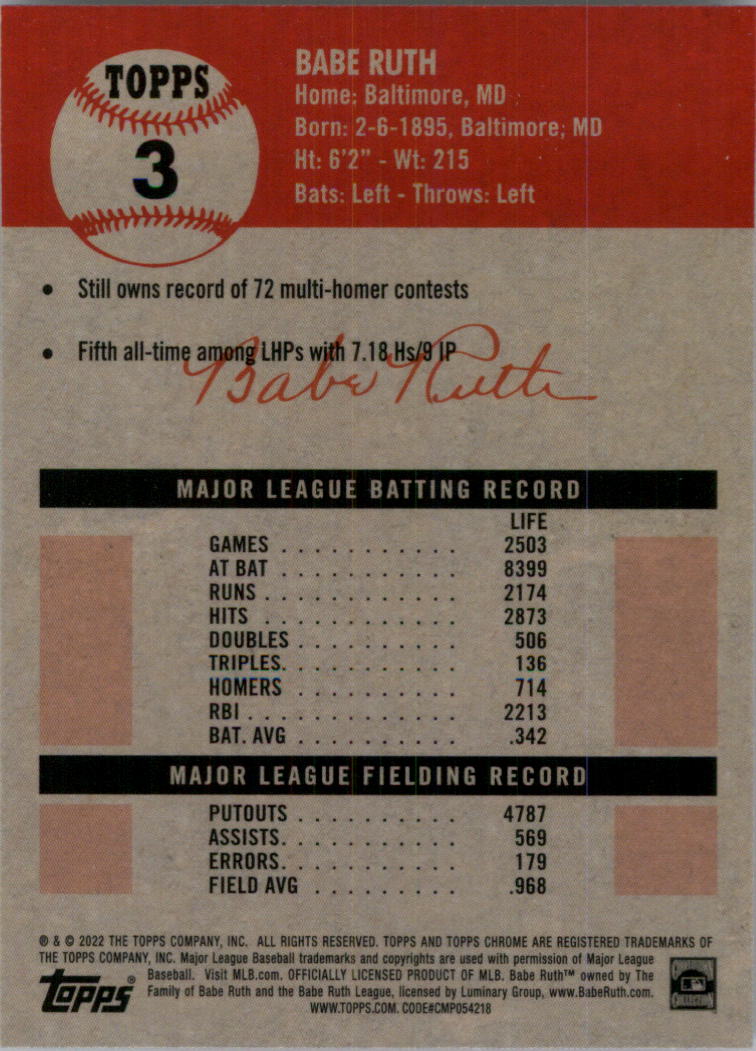 TOPPS
3
BABE RUTH
Home: Baltimore, MD
Born: 2-6-1895, Baltimore, MD
Ht: 6'2" - Wt: 215
Bats: Left - Throws: Left
• Still owns record of 72 multi-homer contests
• Fifth all-time among LHPs with 7.18 Hs/9 IP
Babe Ruth
MAJOR LEAGUE BATTING RECORD
LIFE
GAMES . . . . . . . . . . . 2503
AT BAT . . . . . . . . . . . 8399
RUNS . . . . . . . . . . . . 2174
HITS . . . . . . . . . . . . 2873
DOUBLES . . . . . . . . . . 506
TRIPLES. . . . . . . . . . . 136
HOMERS . . . . . . . . . . 714
RBI . . . . . . . . . . . . . 2213
BAT. AVG . . . . . . . . . . .342
MAJOR LEAGUE FIELDING RECORD
PUTOUTS . . . . . . . . . . 4787
ASSISTS. . . . . . . . . . . 569
ERRORS. . . . . . . . . . . 179
FIELD AVG . . . . . . . . . .968
® & © 2022 THE TOPPS COMPANY, INC. ALL RIGHTS RESERVED. TOPPS AND TOPPS CHROME ARE REGISTERED TRADEMARKS OF
THE TOPPS COMPANY, INC. Major League Baseball trademarks and copyrights are used with permission of Major League
Baseball. Visit MLB.com. OFFICIALLY LICENSED PRODUCT OF MLB. Babe Ruth™ owned by The
Family of Babe Ruth and the Babe Ruth League, licensed by Luminary Group, www.BabeRuth.com.
WWW.TOPPS.COM. CODE#CMP054218
Topps®